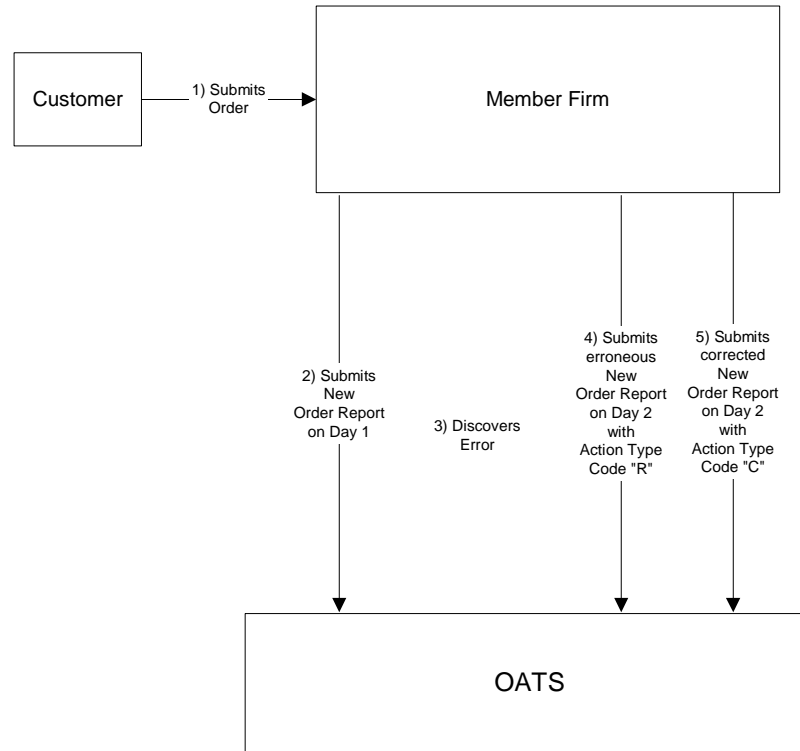 Customer
1) Submits
Order
Member Firm
2) Submits
New
Order Report
on Day 1
3) Discovers
Error
4) Submits
erroneous
New
Order Report
on Day 2
with
Action Type
Code "R"
5) Submits
corrected
New
Order Report
on Day 2
with
Action Type
Code "C"
OATS